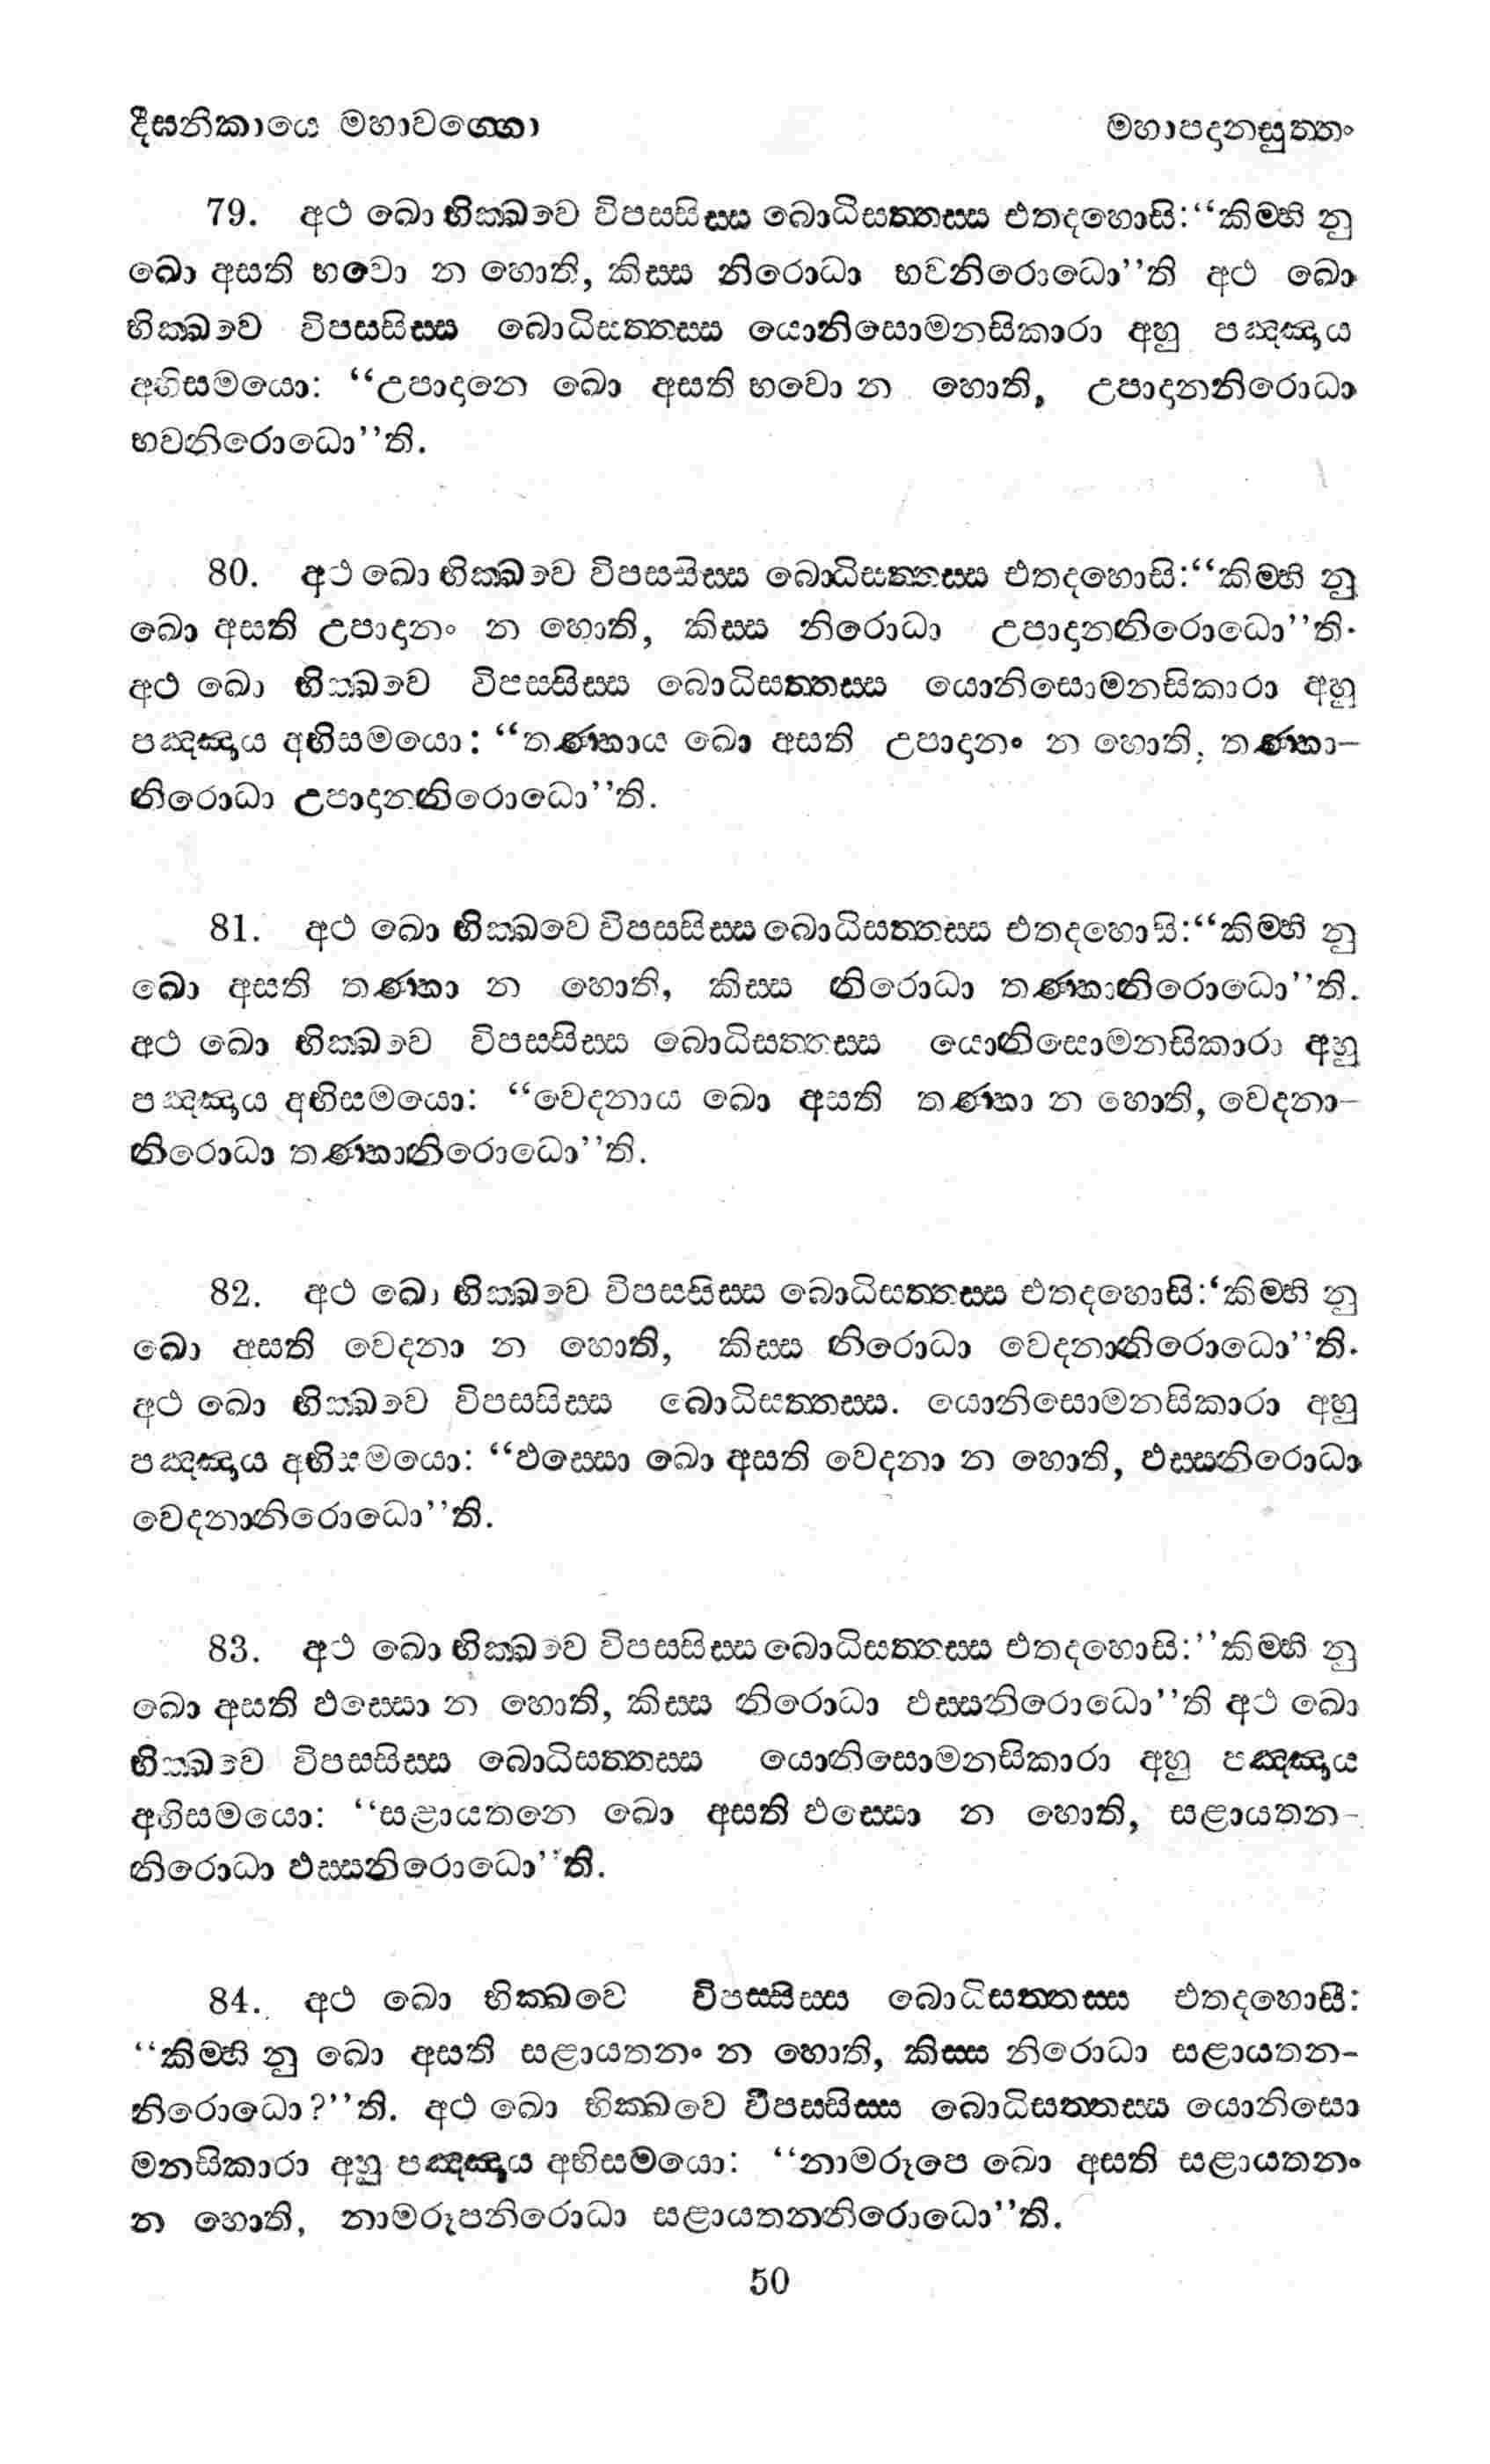 දීඝනිකායෙ මහාවග්ගො මහාපදානසුත්තං
79. අථ ඛො භික්ඛවෙ විපස්සිස්ස බොධිසත්තස්ස එතදහොසි:“කිම්හි නු
ඛො අසති භවො න හොති, කිස්ස නිරොධා භවනිරොධො”ති අථ ඛො
භික්ඛවෙ විපස්සිස්ස බොධිසත්තස්ස යොනිසොමනසිකාරා අහු පඤ්ඤාය
අභිසමයො: “උපාදානෙ ඛො අසති භවො න හොති, උපාදානනිරොධා
භවනිරොධො”ති.
80. අථ ඛො භික්ඛවෙ විපස්සිස්ස බොධිසත්තස්ස එතදහොසි:“කිම්හි නු
ඛො අසති උපාදානං න හොති, කිස්ස නිරොධා උපාදානනිරොධො”ති.
අථ ඛො භික්ඛවෙ විපස්සිස්ස බොධිසත්තස්ස යොනිසොමනසිකාරා අහු
පඤ්ඤාය අභිසමයො: “තණ්හාය ඛො අසති උපාදානං න හොති, තණ්හා-
නිරොධා උපාදානනිරොධො”ති.
81. අථ ඛො භික්ඛවෙ විපස්සිස්ස බොධිසත්තස්ස එතදහොසි:“කිම්හි නු
ඛො අසති තණ්හා න හොති, කිස්ස නිරොධා තණ්හානිරොධො”ති.
අථ ඛො භික්ඛවෙ විපස්සිස්ස බොධිසත්තස්ස යොනිසොමනසිකාරා අහු
පඤ්ඤාය අභිසමයො: “වෙදනාය ඛො අසති තණ්හා න හොති, වෙදනා-
නිරොධා තණ්හානිරොධො”ති.
82. අථ ඛො භික්ඛවෙ විපස්සිස්ස බොධිසත්තස්ස එතදහොසි:‘කිම්හි නු
ඛො අසති වෙදනා න හොති, කිස්ස නිරොධා වෙදනානිරොධො”ති.
අථ ඛො භික්ඛවෙ විපස්සිස්ස බොධිසත්තස්ස. යොනිසොමනසිකාරා අහු
පඤ්ඤාය අභිසමයො: “ඵස්සො ඛො අසති වෙදනා න හොති, ඵස්සනිරොධා
වෙදනානිරොධො”ති.
83. අථ ඛො භික්ඛවෙ විපස්සිස්ස බොධිසත්තස්ස එතදහොසි:”කිම්හි නු
ඛො අසති ඵස්සො න හොති, කිස්ස නිරොධා ඵස්සනිරොධො”ති අථ ඛො
භික්ඛවෙ විපස්සිස්ස බොධිසත්තස්ස යොනිසොමනසිකාරා අහු පඤ්ඤාය
අභිසමයො: “සළායතනෙ ඛො අසති ඵස්සො න හොති, සළායතන-
නිරොධා ඵස්සනිරොධො”ති.
84. අථ ඛො භික්ඛවෙ විපස්සිස්ස බොධිසත්තස්ස එතදහොසි:
“කිම්හි නු ඛො අසති සළායතනං න හොති, කිස්ස නිරොධා සළායතන-
නිරොධො?”ති. අථ ඛො භික්ඛවෙ විපස්සිස්ස බොධිසත්තස්ස යොනිසො
මනසිකාරා අහු පඤ්ඤාය අභිසමයො: “නාමරූපෙ ඛො අසති සළායතනං
න හොති, නාමරූපනිරොධා සළායතනනිරොධො”ති.
50